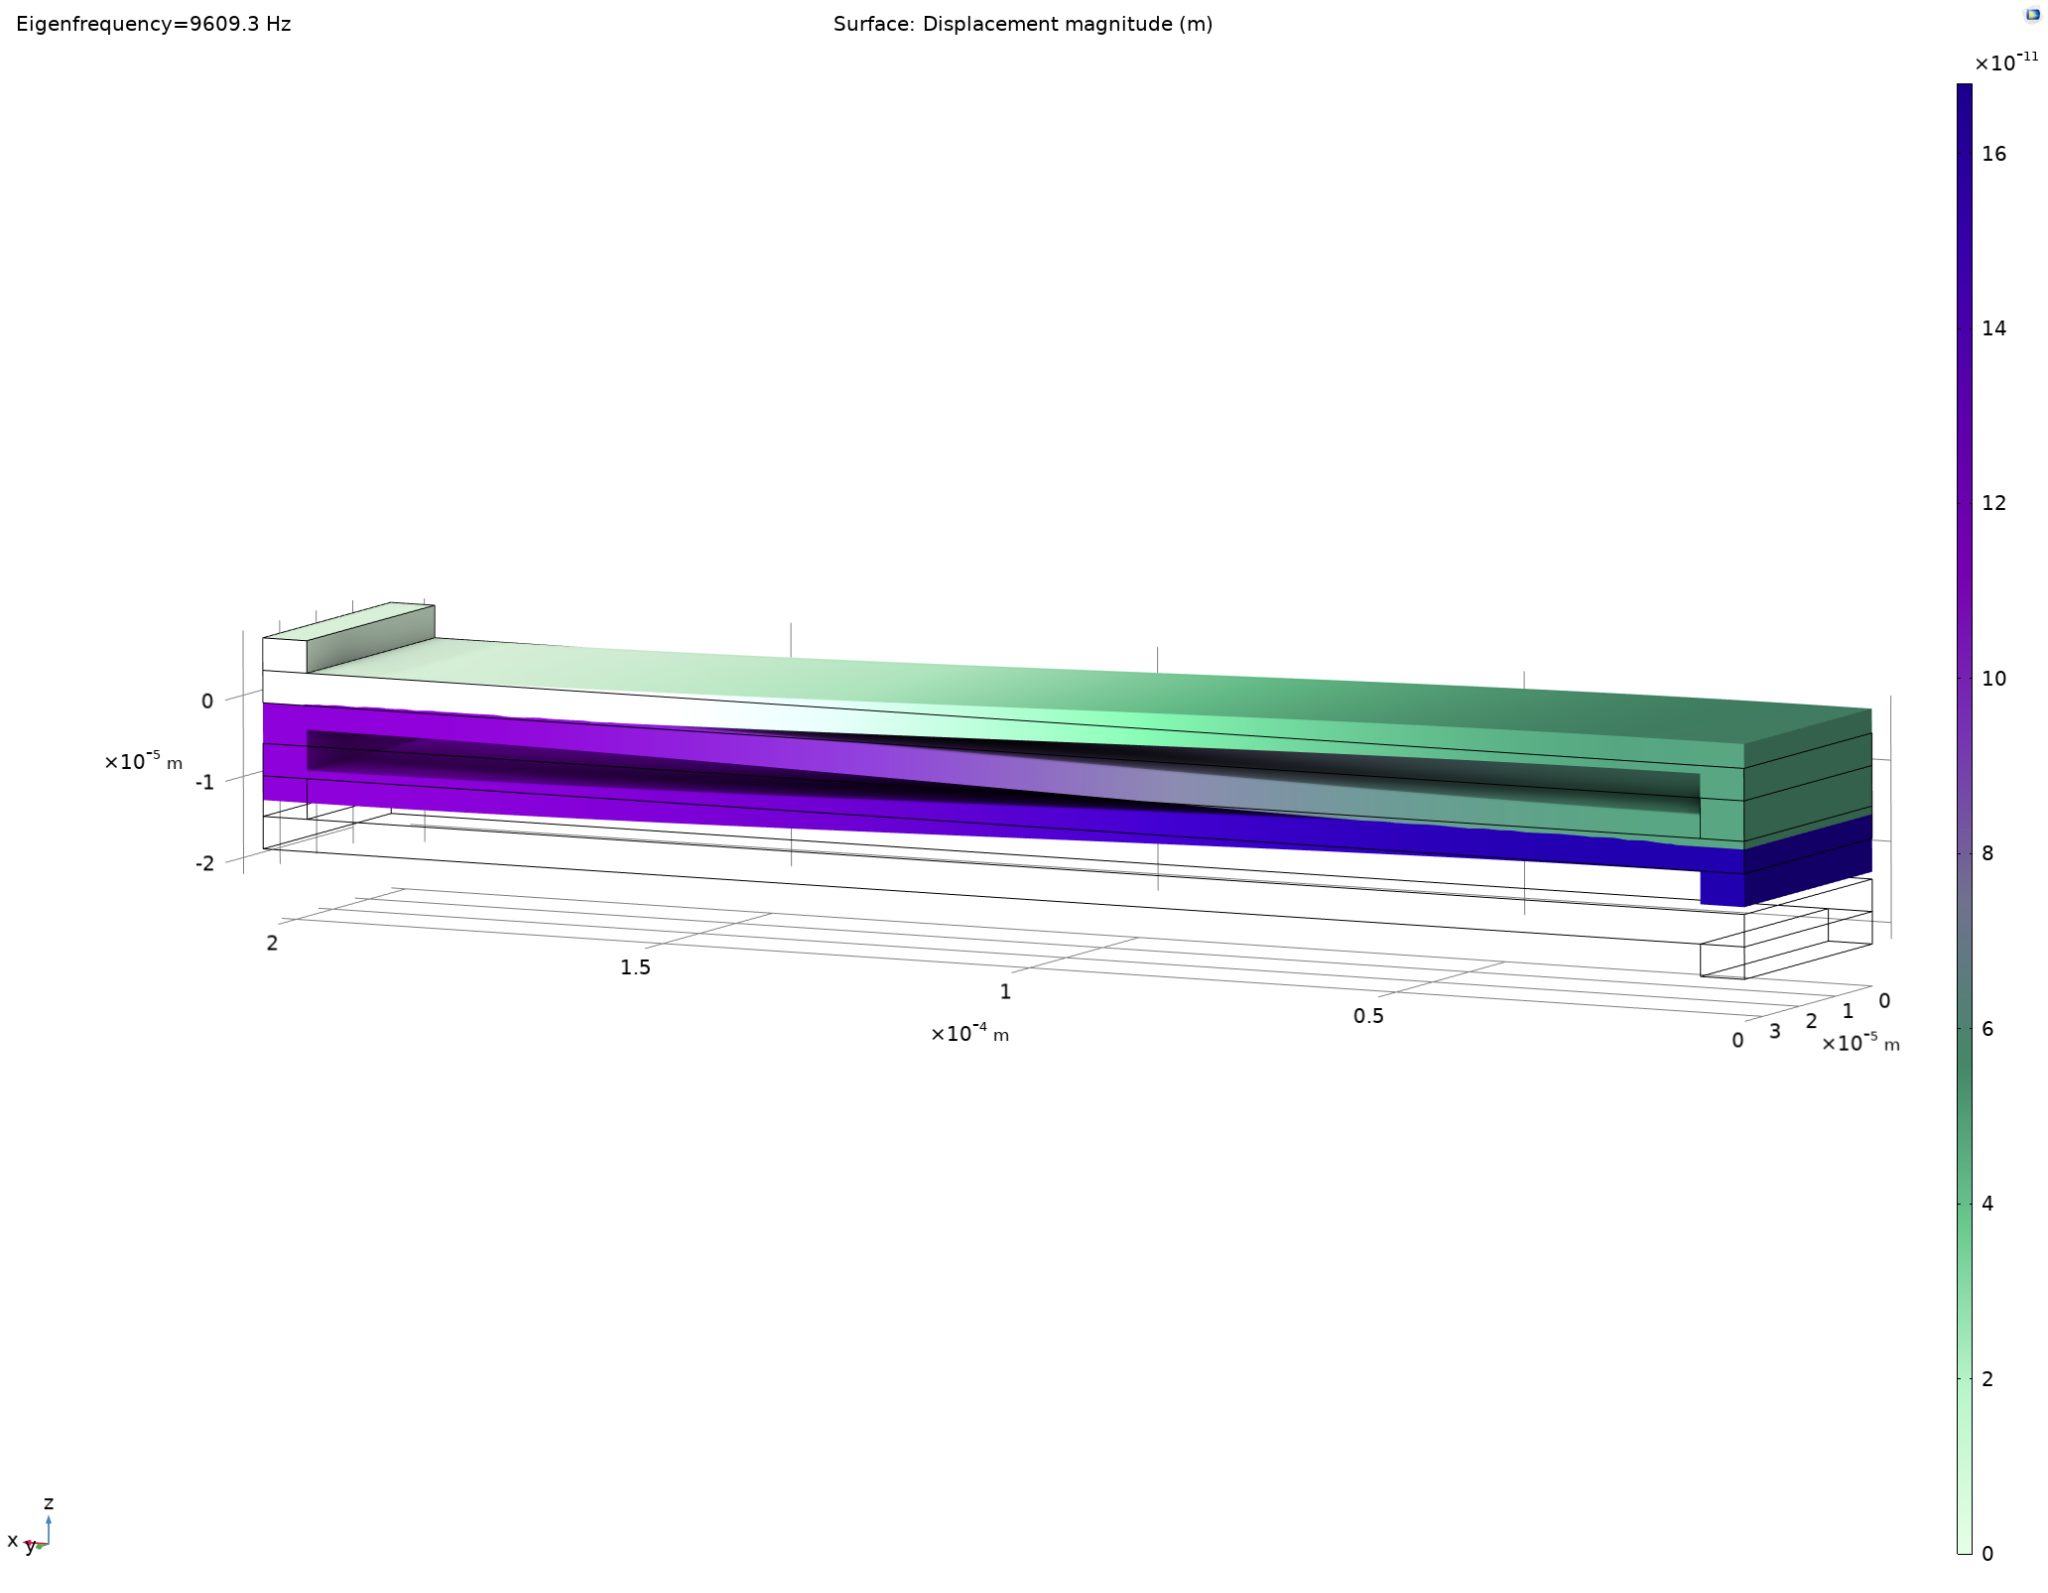 Eigenfrequency=9609.3 Hz
Surface: Displacement magnitude (m)
×10⁻¹¹
16
14
12
10
8
6
4
2
0
0
-1
-2
×10⁻⁵ m
2
1.5
1
0.5
0
×10⁻⁴ m
3
2
1
0
×10⁻⁵ m
z
x
y